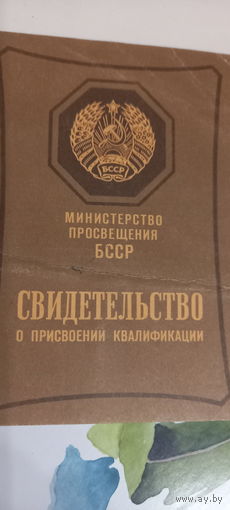 БССР
МИНИСТЕРСТВО
ПРОСВЕЩЕНИЯ
БССР
СВИДЕТЕЛЬСТВО
О ПРИСВОЕНИИ КВАЛИФИКАЦИИ
www.ay.by